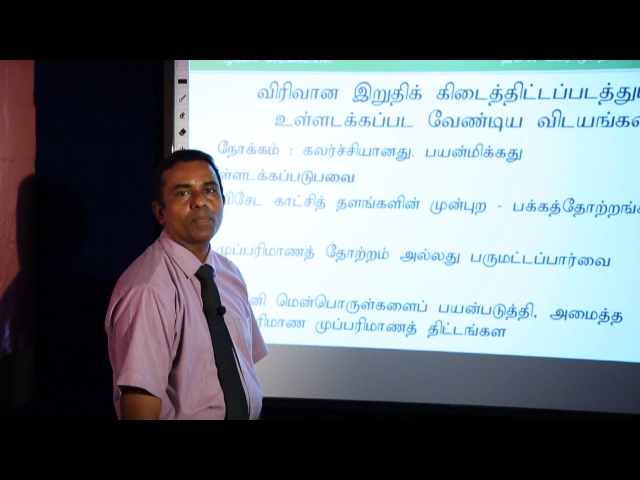 விரிவான இறுதிக் கிடைத்திட்டப்படத்து
உள்ளடக்கப்பட வேண்டிய விடயங்க
நோக்கம் : கவர்ச்சியானது. பயன்மிக்கது
ள்ளடக்கப்படுபவை
சேட காட்சித் தளங்களின் முன்புற - பக்கத்தோற்றங்
முப்பரிமாணத் தோற்றம் அல்லது பருமட்டப்பார்வை
னி மென்பொருள்களைப் பயன்படுத்தி, அமைத்த
ரிமாண முப்பரிமாணத் திட்டங்கள